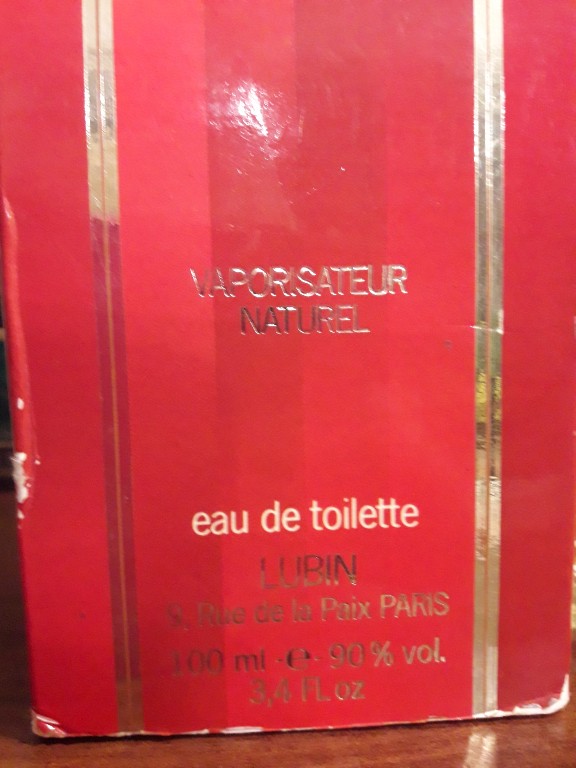 VAPORISATEUR
NATUREL
eau de toilette
LUBIN
9, Rue de la Paix PARIS
100 ml -e- 90% vol.
3,4 FL.oz